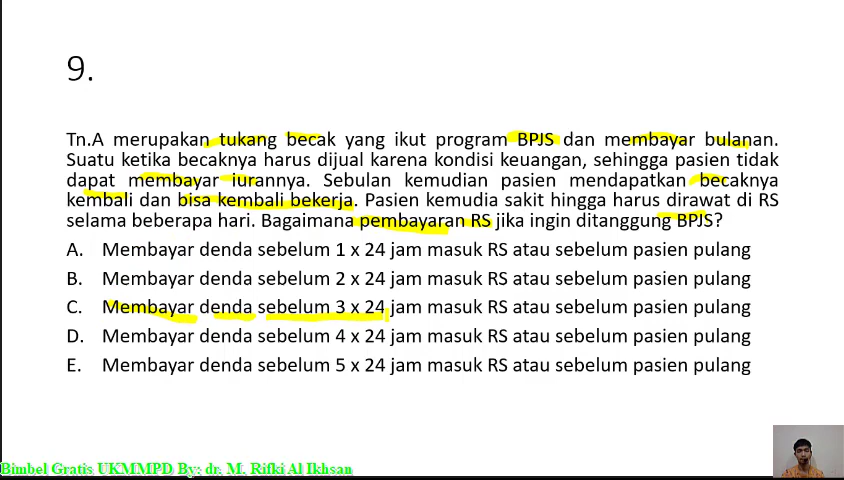 9.
Tn.A merupakan tukang becak yang ikut program BPJS dan membayar bulanan.
Suatu ketika becaknya harus dijual karena kondisi keuangan, sehingga pasien tidak
dapat membayar iurannya. Sebulan kemudian pasien mendapatkan becaknya
kembali dan bisa kembali bekerja. Pasien kemudia sakit hingga harus dirawat di RS
selama beberapa hari. Bagaimana pembayaran RS jika ingin ditanggung BPJS?
A. Membayar denda sebelum 1 x 24 jam masuk RS atau sebelum pasien pulang
B. Membayar denda sebelum 2 x 24 jam masuk RS atau sebelum pasien pulang
C. Membayar denda sebelum 3 x 24 jam masuk RS atau sebelum pasien pulang
D. Membayar denda sebelum 4 x 24 jam masuk RS atau sebelum pasien pulang
E. Membayar denda sebelum 5 x 24 jam masuk RS atau sebelum pasien pulang
Bimbel Gratis UKMMPD By: dr. M. Rifki Al Ikhsan